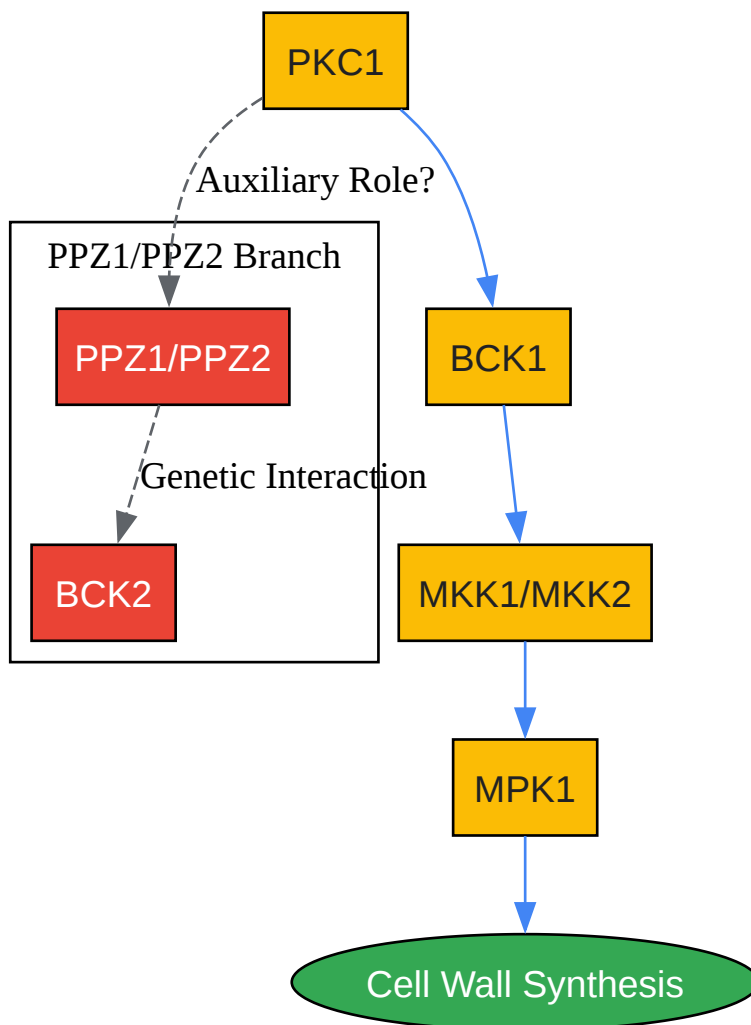 PKC1
Auxiliary Role?
PPZ1/PPZ2 Branch
PPZ1/PPZ2
BCK1
Genetic Interaction
BCK2
MKK1/MKK2
MPK1
Cell Wall Synthesis